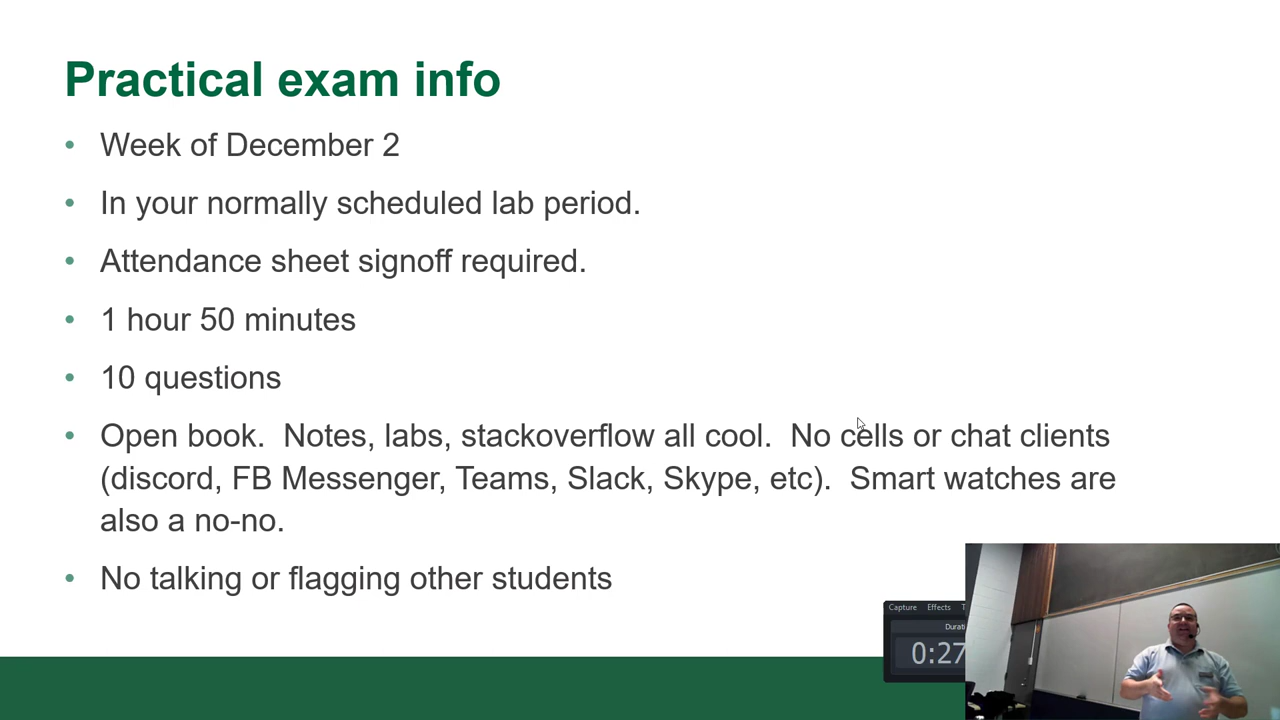 Practical exam info
• Week of December 2
• In your normally scheduled lab period.
• Attendance sheet signoff required.
• 1 hour 50 minutes
• 10 questions
• Open book.  Notes, labs, stackoverflow all cool.  No cells or chat clients
(discord, FB Messenger, Teams, Slack, Skype, etc).  Smart watches are
also a no-no.
• No talking or flagging other students
Capture Effects
0:27